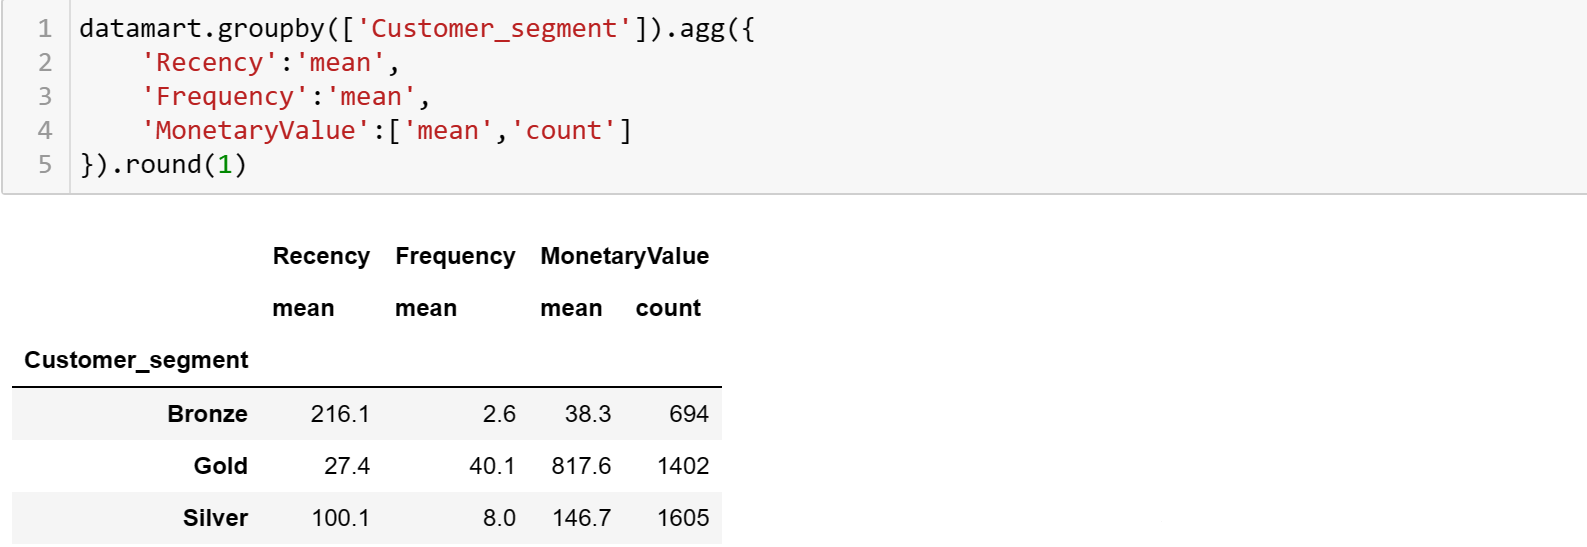 1 datamart.groupby(['Customer_segment']).agg({
2     'Recency':'mean',
3     'Frequency':'mean',
4     'MonetaryValue':['mean','count']
5 }).round(1)
Recency Frequency MonetaryValue
mean mean mean count
Customer_segment
Bronze 216.1 2.6 38.3 694
Gold 27.4 40.1 817.6 1402
Silver 100.1 8.0 146.7 1605